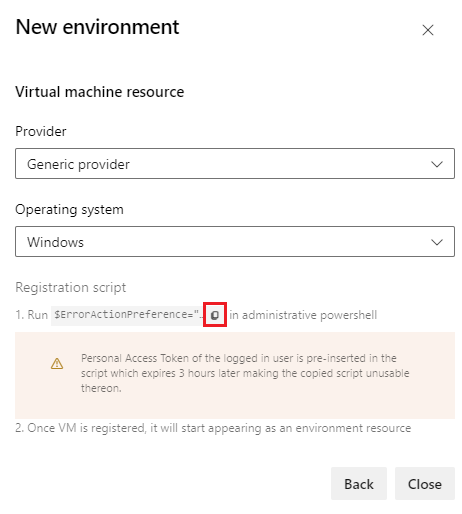 New environment
Virtual machine resource
Provider
Generic provider
Operating system
Windows
Registration script
1. Run $ErrorActionPreference="... in administrative powershell
Personal Access Token of the logged in user is pre-inserted in the
script which expires 3 hours later making the copied script unusable
thereon.
2. Once VM is registered, it will start appearing as an environment resource
Back Close